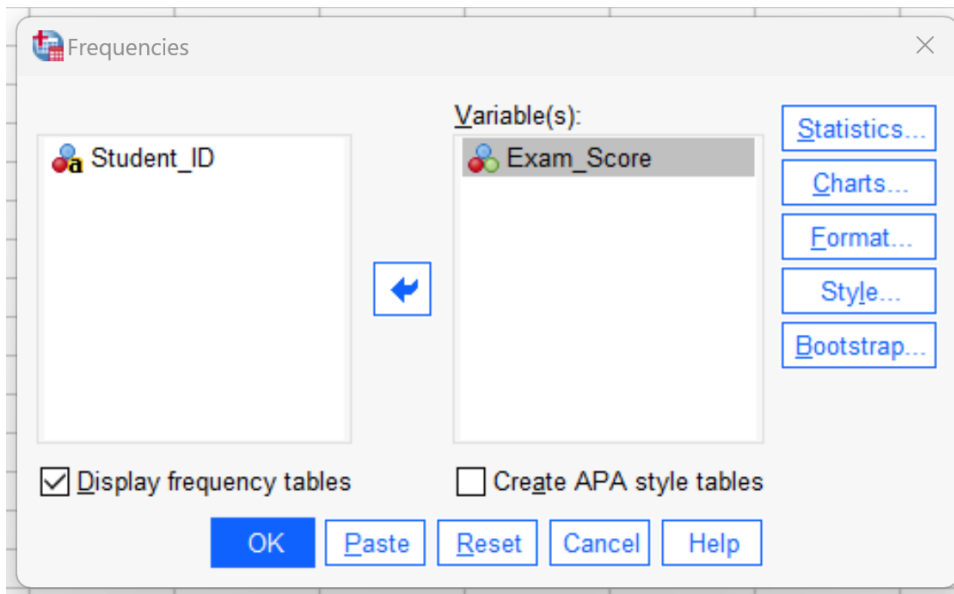 Frequencies
Variable(s):
Student_ID
Exam_Score
Statistics...
Charts...
Format...
Style...
Bootstrap...
Display frequency tables
Create APA style tables
OK
Paste
Reset
Cancel
Help